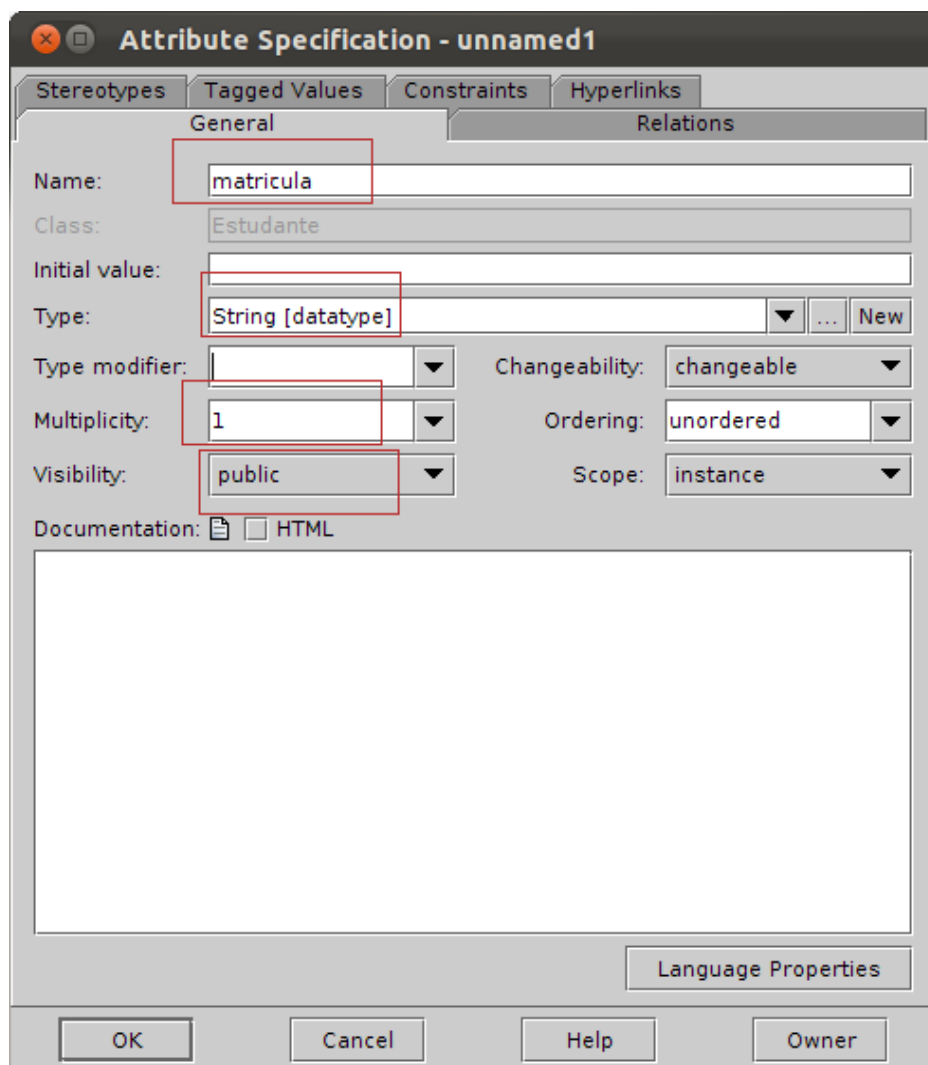 Attribute Specification - unnamed1
Stereotypes Tagged Values Constraints Hyperlinks
General Relations
Name: matricula
Class: Estudante
Initial value:
Type: String [datatype] ... New
Type modifier: Changeability: changeable
Multiplicity: 1 Ordering: unordered
Visibility: public Scope: instance
Documentation: HTML
Language Properties
OK Cancel Help Owner